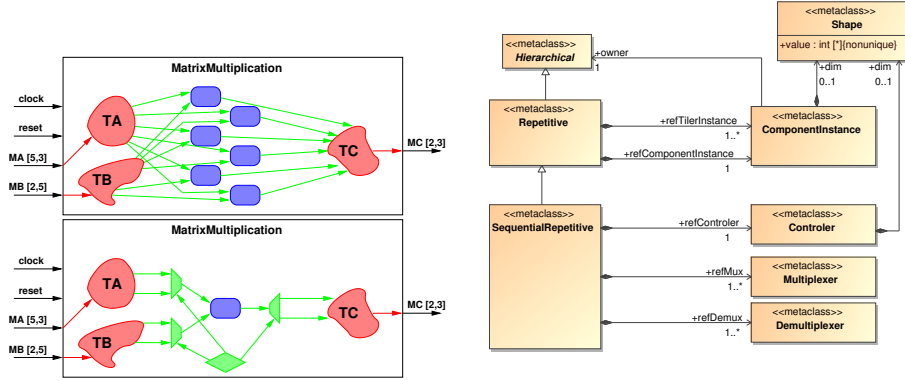 MatrixMultiplication
clock
TA
reset
MA [5,3]
TC
MC [2,3]
TB
MB [2,5]
MatrixMultiplication
clock
TA
reset
MC [2,3]
TC
MA [5,3]
TB
MB [2,5]
<<metaclass>>
Shape
+value : int [*]{nonunique}
<<metaclass>>
Hierarchical
+owner
1
+dim
0..1
+dim
0..1
<<metaclass>>
Repetitive
+refTilerInstance
1..*
+refComponentInstance
1
<<metaclass>>
ComponentInstance
<<metaclass>>
SequentialRepetitive
+refControler
1
<<metaclass>>
Controler
+refMux
1..*
<<metaclass>>
Multiplexer
+refDemux
1..*
<<metaclass>>
Demultiplexer